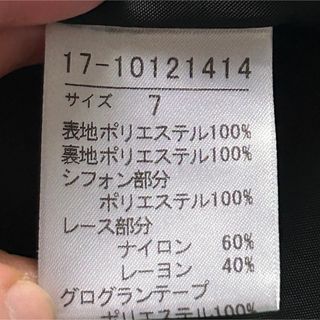 17-10121414
サイズ 7
表地ポリエステル100%
裏地ポリエステル100%
シフォン部分
ポリエステル100%
レース部分
ナイロン 60%
レーヨン 40%
グログランテープ
ポリエステル100%